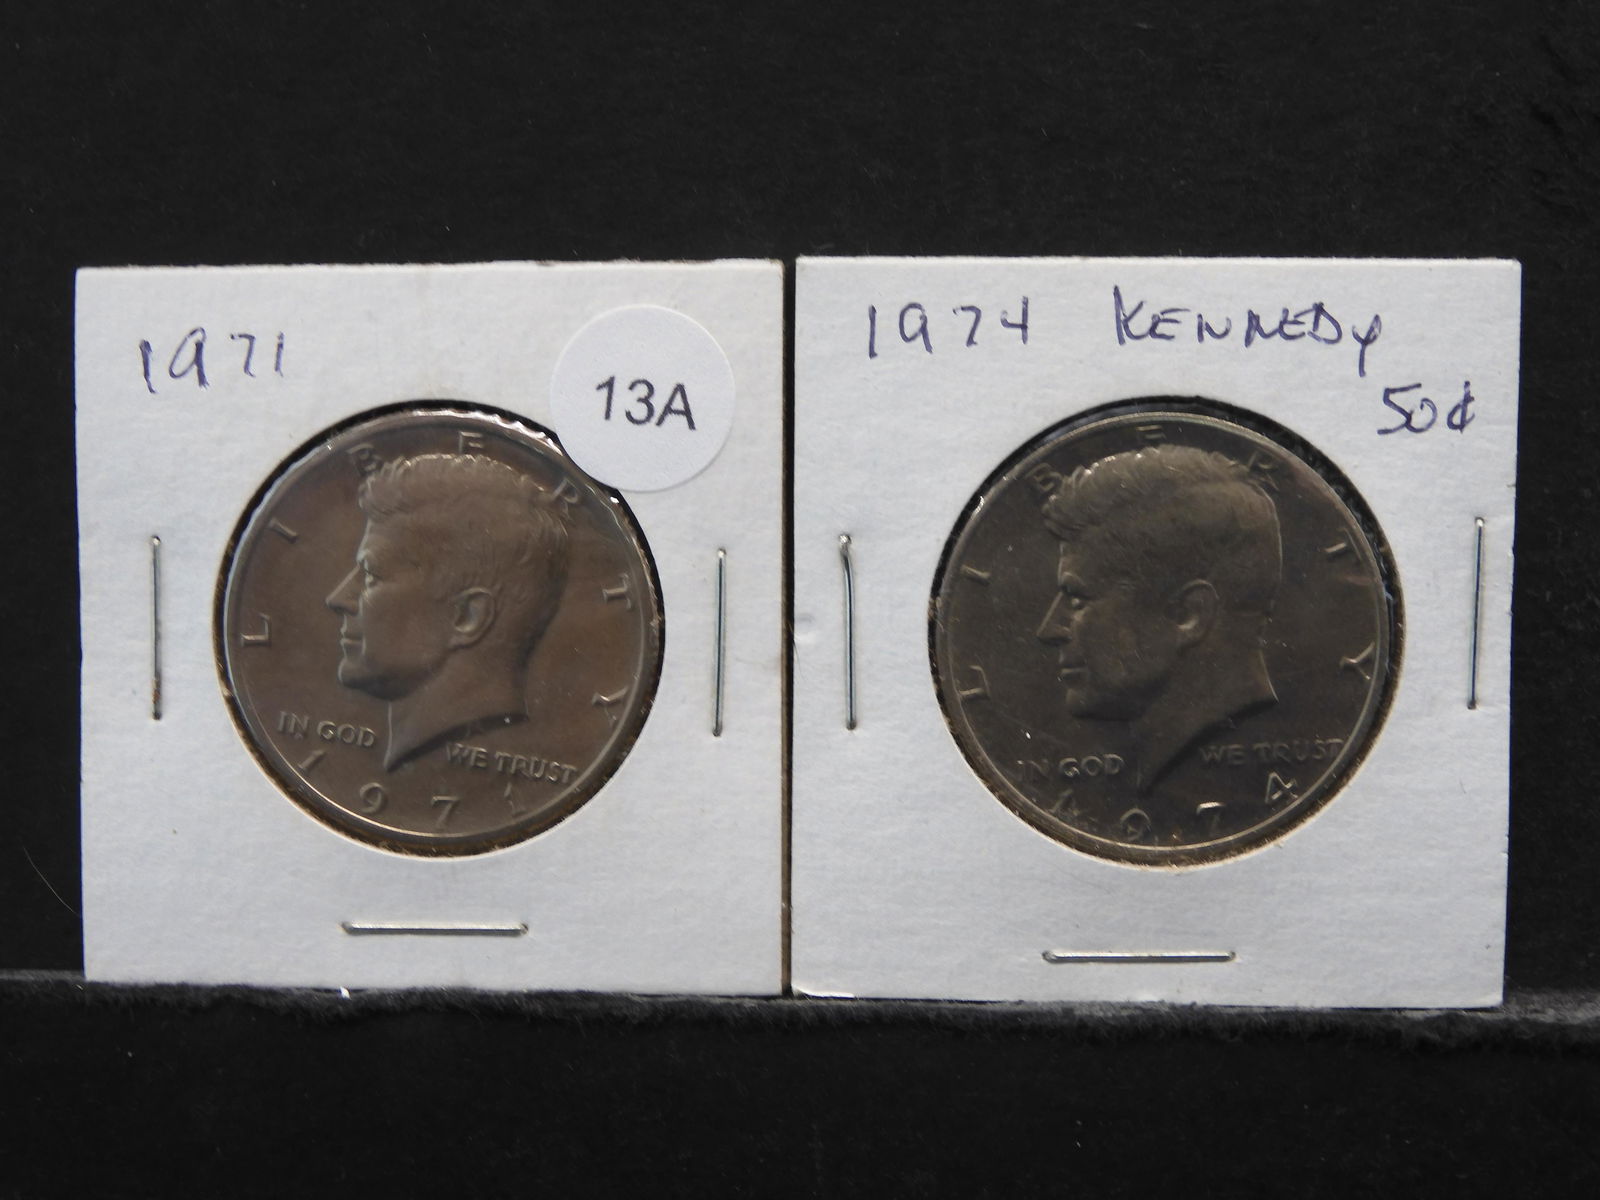 1971
13A
LIBERTY
IN GOD WE TRUST
1971
1974 KENNEDY
50¢
LIBERTY
IN GOD WE TRUST
1974